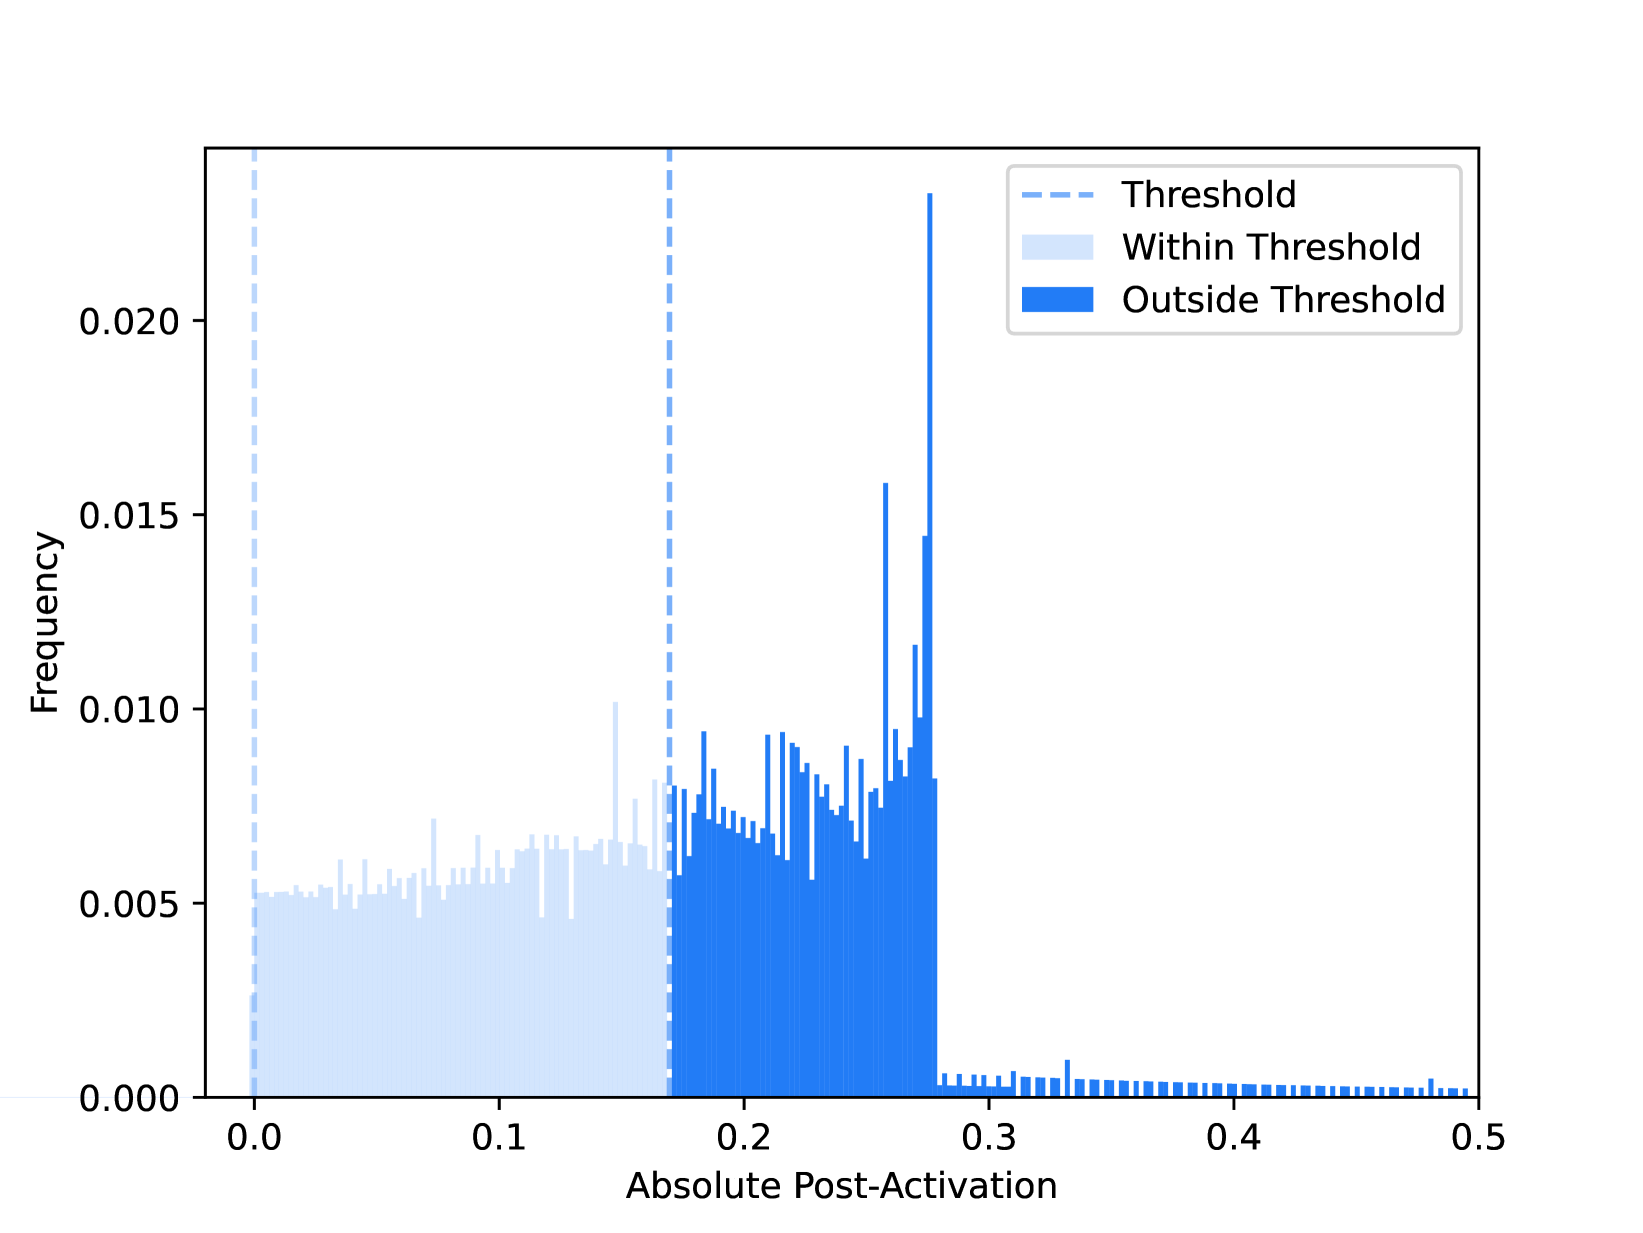 Threshold
Within Threshold
Outside Threshold
0.020
0.015
0.010
0.005
0.000
Frequency
0.0 0.1 0.2 0.3 0.4 0.5
Absolute Post-Activation